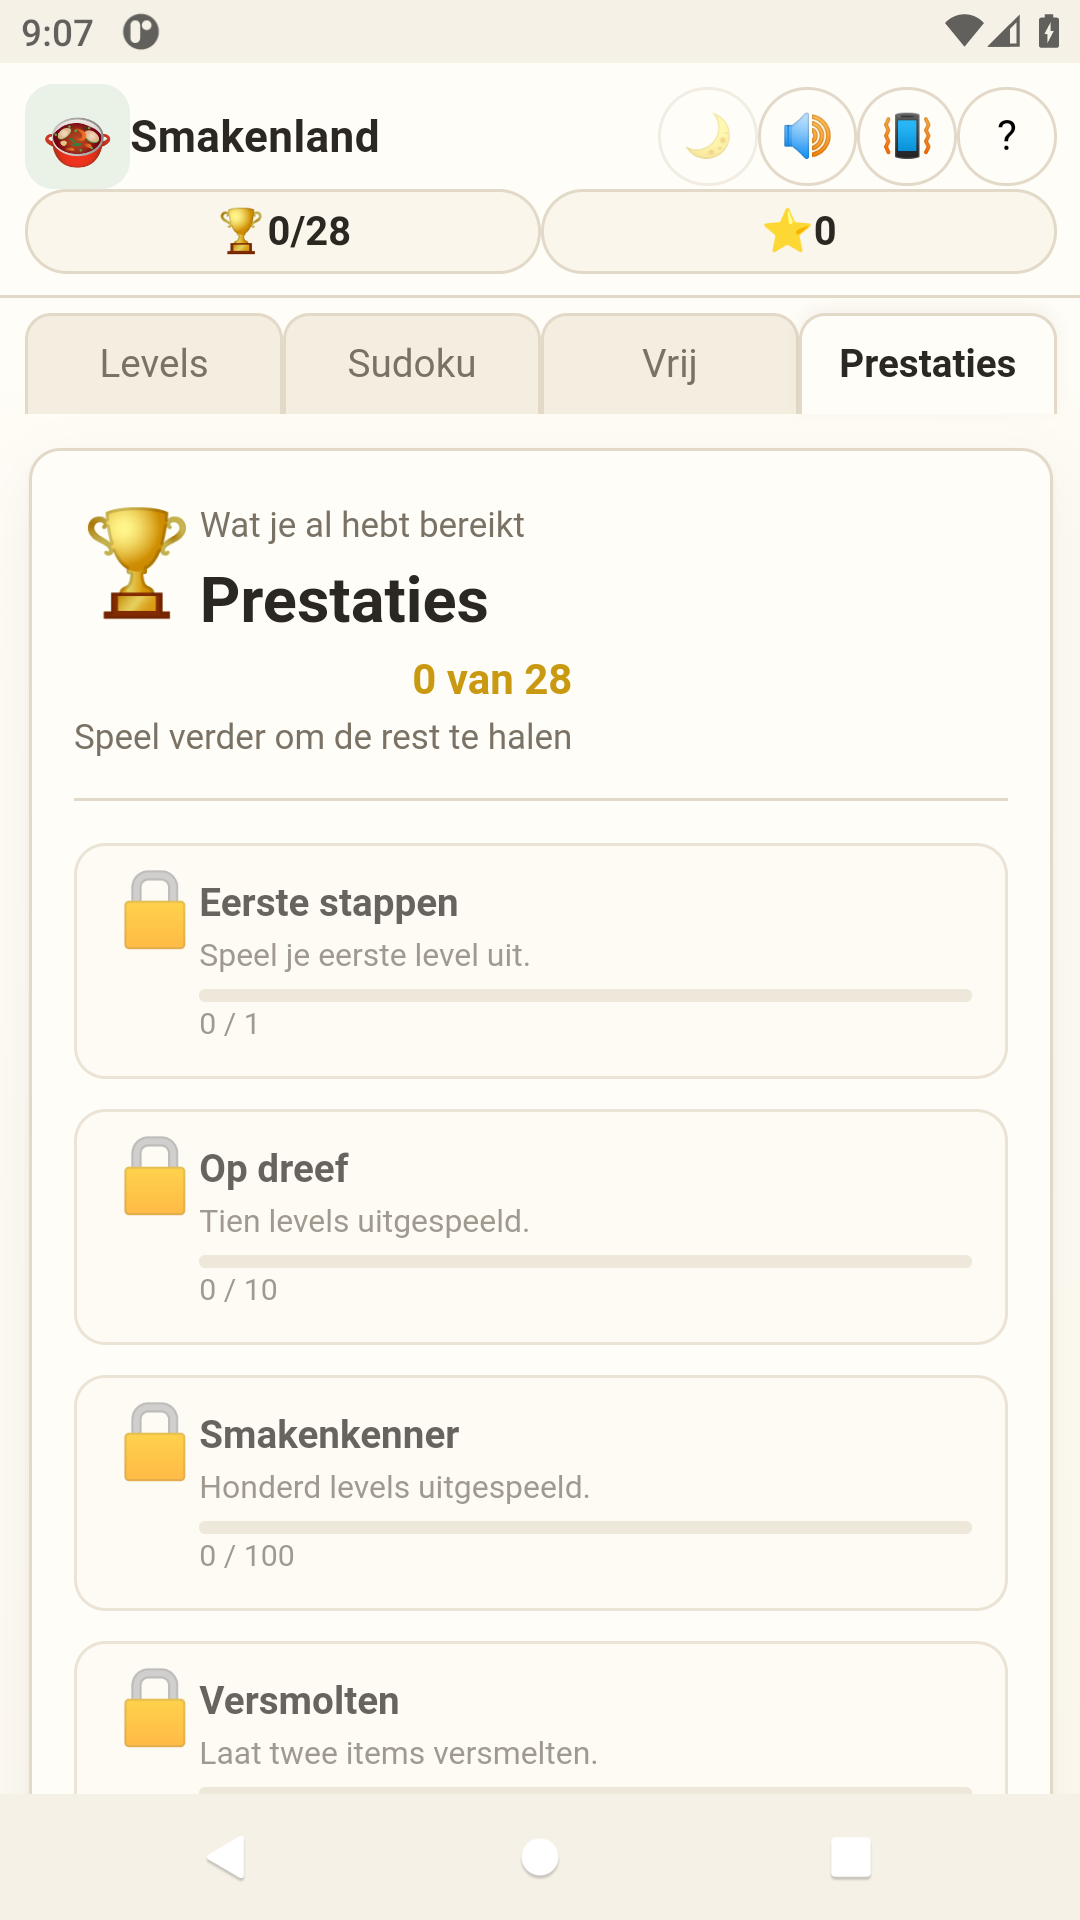 9:07
Smakenland
?
0/28
0
Levels
Sudoku
Vrij
Prestaties
Wat je al hebt bereikt
Prestaties
0 van 28
Speel verder om de rest te halen
Eerste stappen
Speel je eerste level uit.
0 / 1
Op dreef
Tien levels uitgespeeld.
0 / 10
Smakenkenner
Honderd levels uitgespeeld.
0 / 100
Versmolten
Laat twee items versmelten.